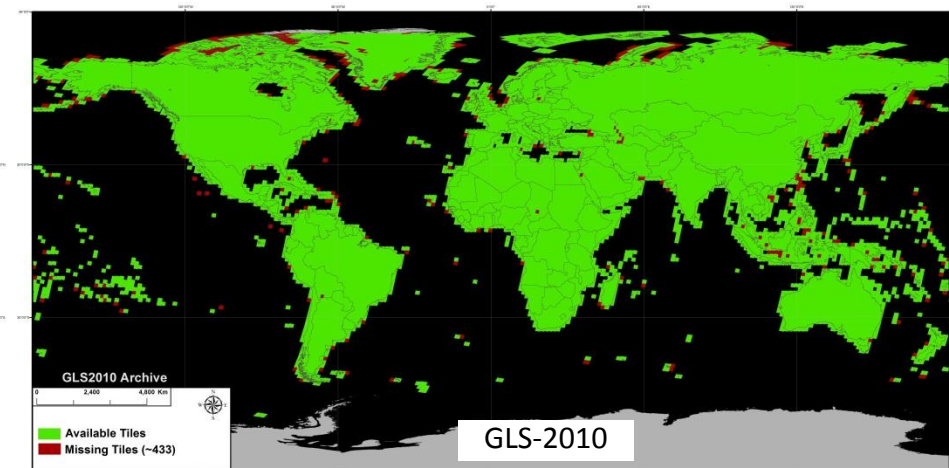 GLS2010 Archive
0 2,400 4,800 Km
N
Available Tiles
Missing Tiles (~433)
GLS-2010